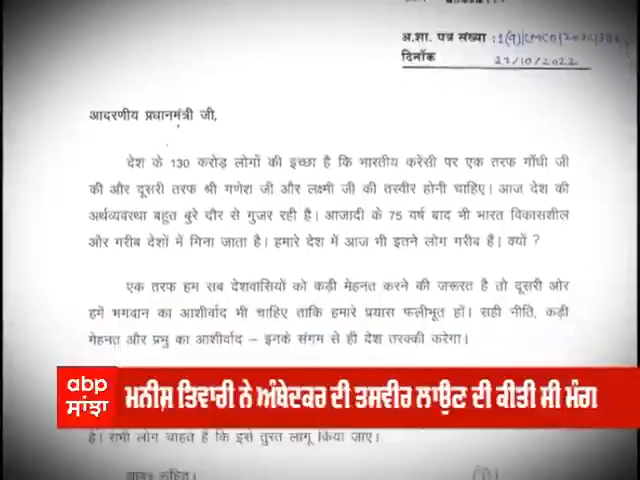 अ.शा. पत्र संख्या :
दिनाँक 27/10/2022
आदरणीय प्रधानमंत्री जी,
देश के 130 करोड़ लोगों की इच्छा है कि भारतीय करेंसी पर एक तरफ गाँधी जी
की और दूसरी तरफ श्री गणेश जी और लक्ष्मी जी की तस्वीर होनी चाहिए। आज देश की
अर्थव्यवस्था बहुत बुरे दौर से गुजर रही है। आजादी के 75 वर्ष बाद भी भारत विकासशील
और गरीब देशों में गिना जाता है। हमारे देश में आज भी इतने लोग गरीब हैं। क्यों ?
एक तरफ हम सब देशवासियों को कड़ी मेहनत करने की जरूरत है तो दूसरी ओर
हमें भगवान का आशीर्वाद भी चाहिए ताकि हमारे प्रयास फलीभूत हों। सही नीति, कड़ी
मेहनत और प्रभु का आशीर्वाद – इनके संगम से ही देश तरक्की करेगा।
abp
ਸਾਂਝਾ
ਮਨੀਸ਼ ਤਿਵਾਰੀ ਨੇ ਅੰਬੇਦਕਰ ਦੀ ਤਸਵੀਰ ਲਾਉਣ ਦੀ ਕੀਤੀ ਸੀ ਮੰਗ
है। सभी लोग चाहते हैं कि इसे तुरंत लागू किया जाए।